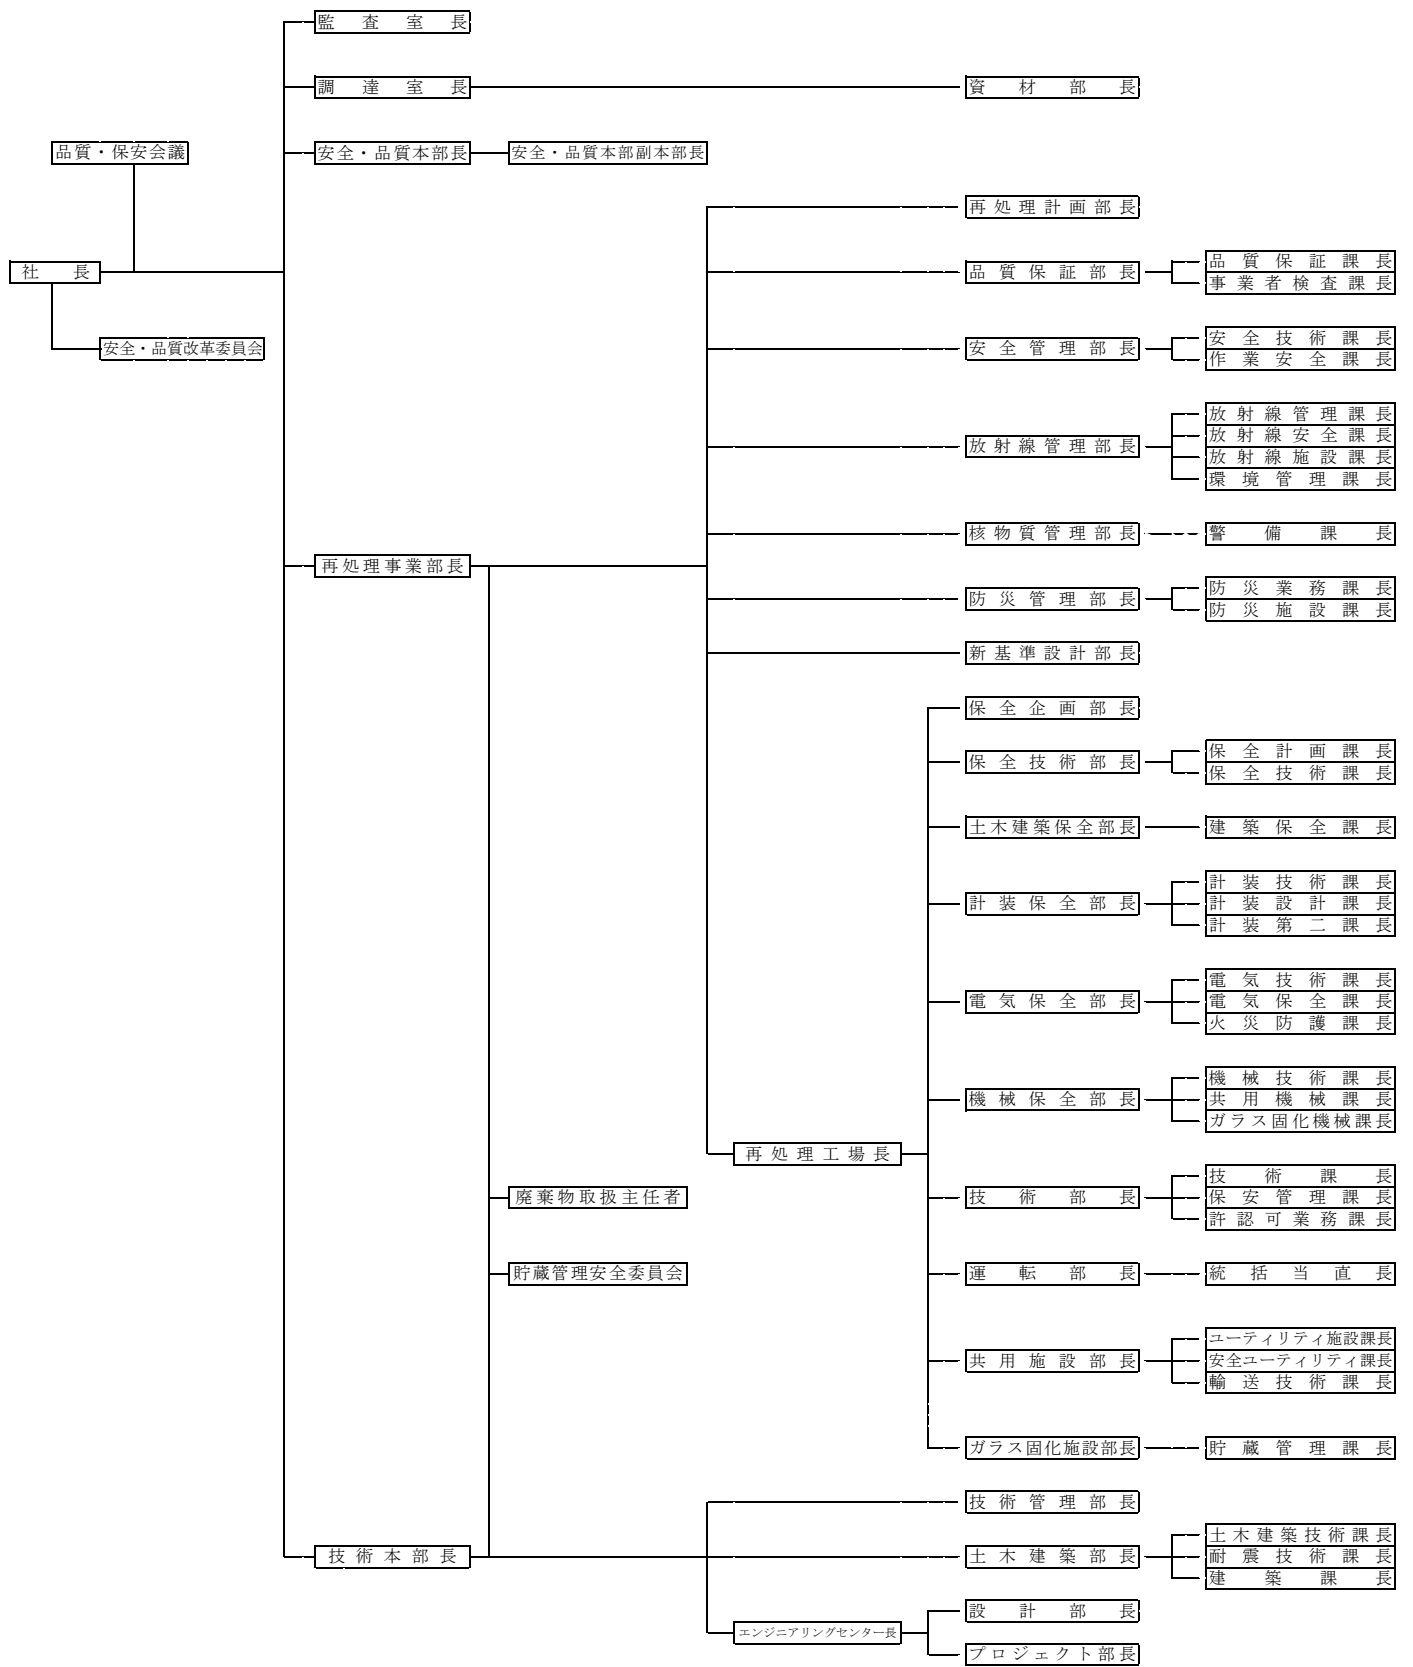 監査室長
調達室長
資材部長
品質・保安会議
安全・品質本部長
安全・品質本部副本部長
再処理計画部長
社長
品質保証部長
品質保証課長
事業者検査課長
安全・品質改革委員会
安全管理部長
安全技術課長
作業安全課長
放射線管理部長
放射線管理課長
放射線安全課長
放射線施設課長
環境管理課長
核物質管理部長
警備課長
再処理事業部長
防災管理部長
防災業務課長
防災施設課長
新基準設計部長
保全企画部長
保全技術部長
保全計画課長
保全技術課長
土木建築保全部長
建築保全課長
計装保全部長
計装技術課長
計装設計課長
計装第二課長
電気保全部長
電気技術課長
電気保全課長
火災防護課長
機械保全部長
機械技術課長
共用機械課長
ガラス固化機械課長
再処理工場長
廃棄物取扱主任者
技術部長
技術課長
保安管理課長
許認可業務課長
貯蔵管理安全委員会
運転部長
統括当直長
共用施設部長
ユーティリティ施設課長
安全ユーティリティ課長
輸送技術課長
ガラス固化施設部長
貯蔵管理課長
技術管理部長
技術本部長
土木建築部長
土木建築技術課長
耐震技術課長
建築課長
エンジニアリングセンター長
設計部長
プロジェクト部長